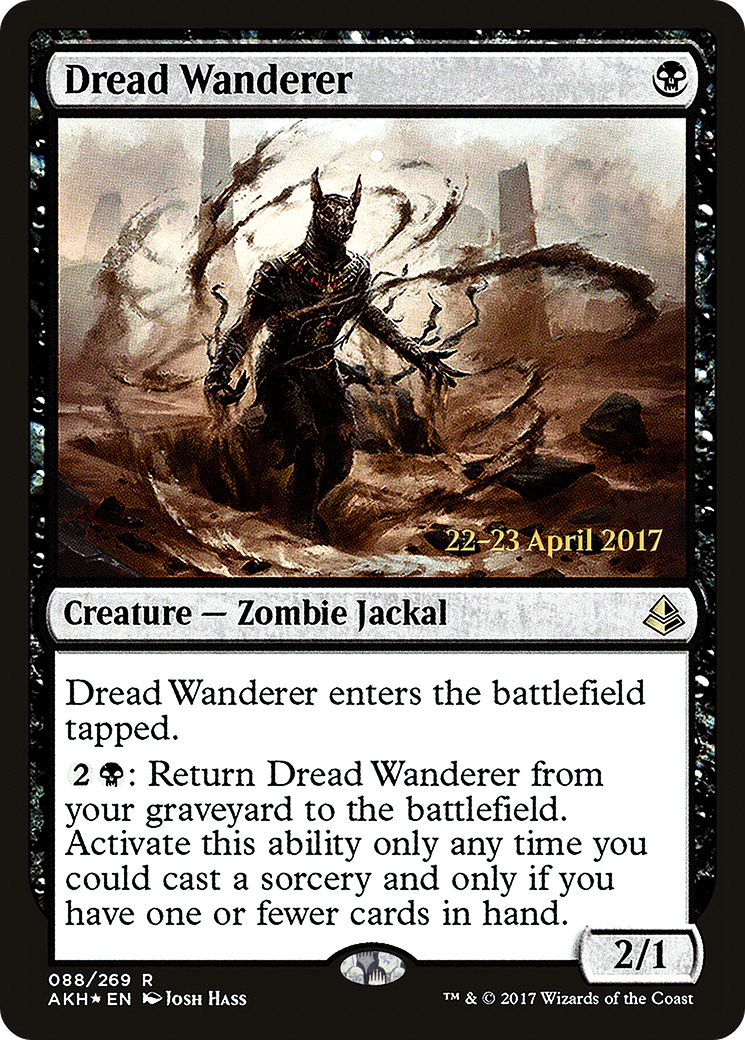 Dread Wanderer
22–23 April 2017
Creature — Zombie Jackal
Dread Wanderer enters the battlefield
tapped.
2 : Return Dread Wanderer from
your graveyard to the battlefield.
Activate this ability only any time you
could cast a sorcery and only if you
have one or fewer cards in hand.
2/1
088/269 R
AKH★EN Josh Hass
™ & © 2017 Wizards of the Coast